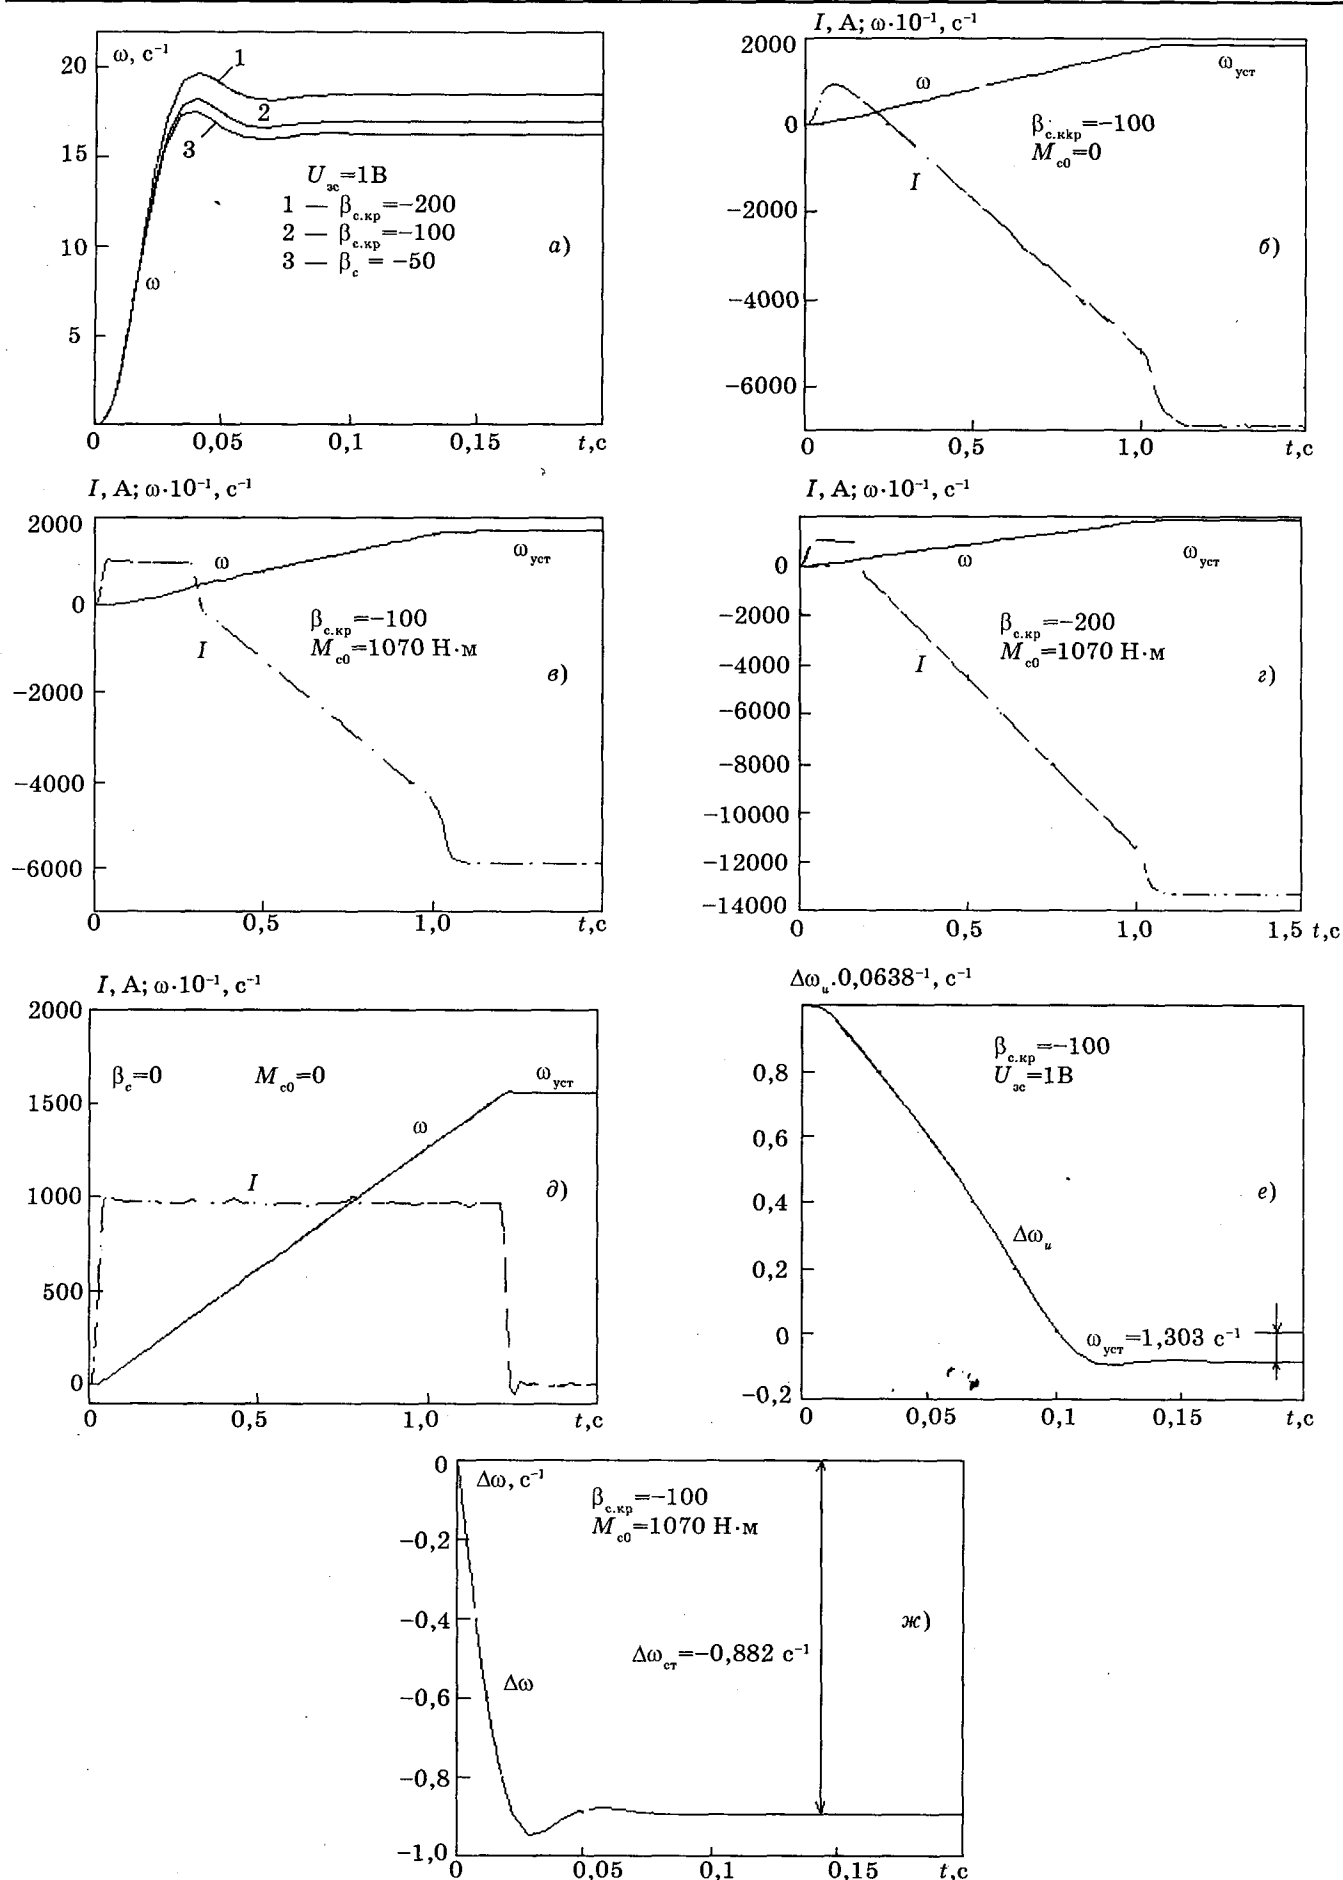 ω, с⁻¹
20
15
10
5
1
2
3
U_зс=1В
1 — β_с.кр=−200
2 — β_с.кр=−100
3 — β_с = −50
ω
а)
0 0,05 0,1 0,15 t,с
I, А; ω·10⁻¹, с⁻¹
2000
0
−2000
−4000
−6000
ω
ω_уст
β_с.kкр=−100
M_с0=0
I
б)
0 0,5 1,0 t,с
I, А; ω·10⁻¹, с⁻¹
2000
0
−2000
−4000
−6000
ω
ω_уст
β_с.кр=−100
M_с0=1070 Н·м
I
в)
0 0,5 1,0 t,с
I, А; ω·10⁻¹, с⁻¹
0
−2000
−4000
−6000
−8000
−10000
−12000
−14000
ω
ω_уст
β_с.кр=−200
M_с0=1070 Н·м
I
г)
0 0,5 1,0 1,5 t,с
I, А; ω·10⁻¹, с⁻¹
2000
1500
1000
500
0
β_с=0 M_с0=0
ω_уст
ω
I
д)
0 0,5 1,0 t,с
Δω_и.0,0638⁻¹, с⁻¹
0,8
0,6
0,4
0,2
0
−0,2
β_с.кр=−100
U_зс=1В
Δω_и
ω_уст=1,303 с⁻¹
е)
0 0,05 0,1 0,15 t,с
0
−0,2
−0,4
−0,6
−0,8
−1,0
Δω, с⁻¹
β_с.кр=−100
M_с0=1070 Н·м
Δω_ст=−0,882 с⁻¹
Δω
ж)
0 0,05 0,1 0,15 t,с